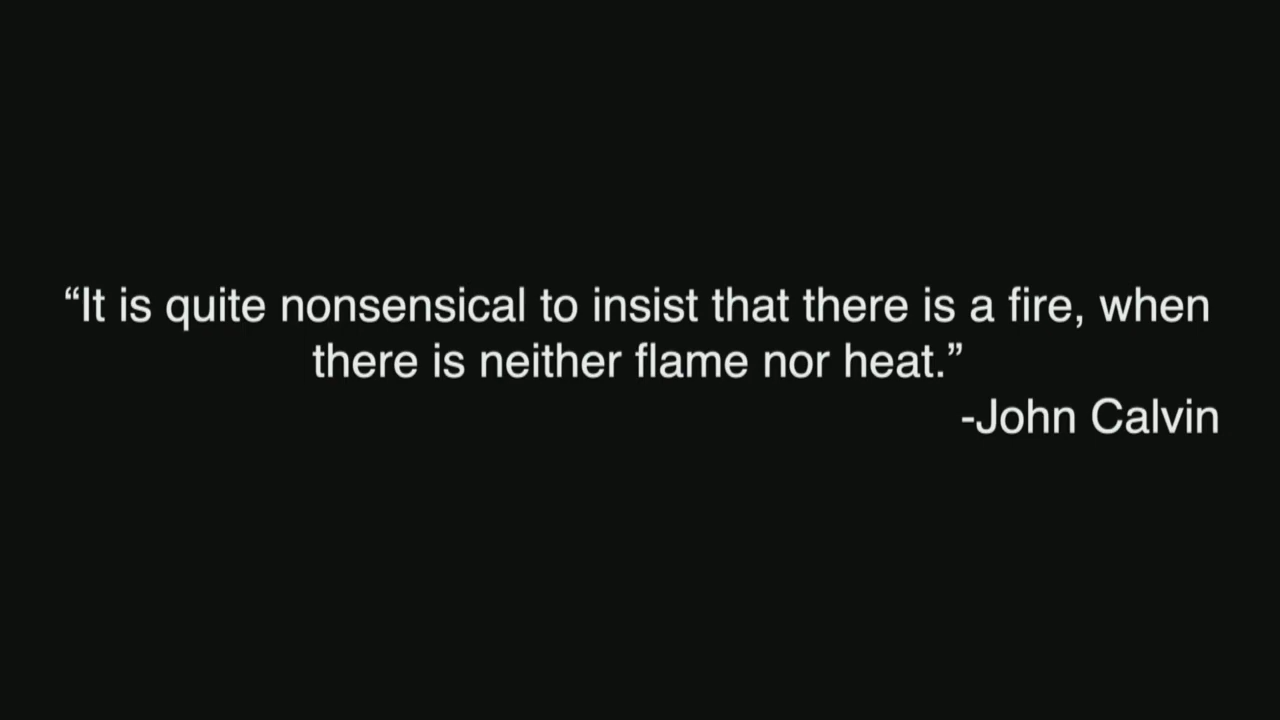 “It is quite nonsensical to insist that there is a fire, when
there is neither flame nor heat.”
-John Calvin